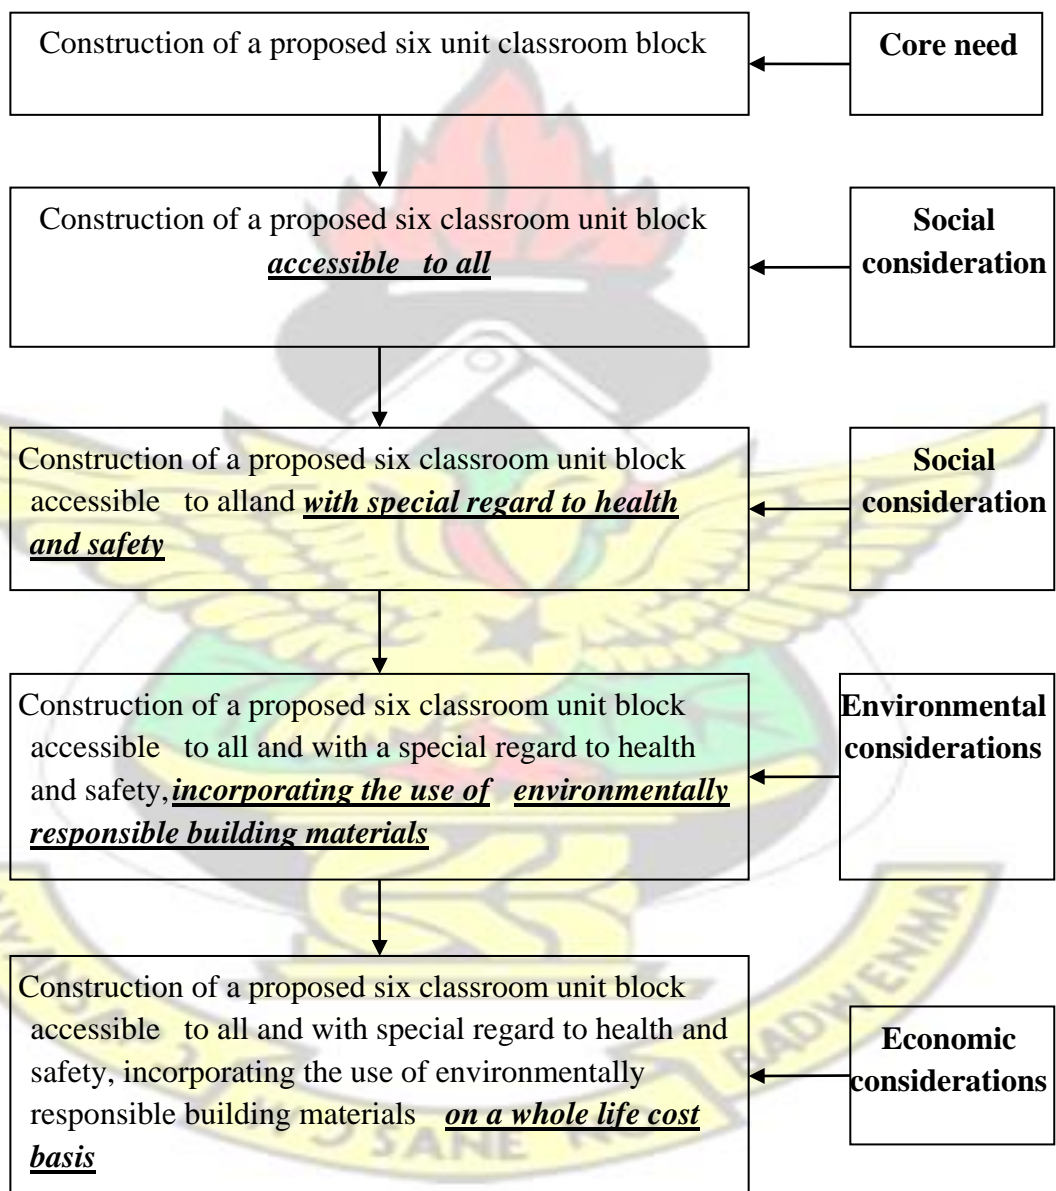 Construction of a proposed six unit classroom block
Core need
Construction of a proposed six classroom unit block
accessible to all
Social
consideration
Construction of a proposed six classroom unit block
accessible to alland with special regard to health
and safety
Social
consideration
Construction of a proposed six classroom unit block
accessible to all and with a special regard to health
and safety,incorporating the use of environmentally
responsible building materials
Environmental
considerations
Construction of a proposed six classroom unit block
accessible to all and with special regard to health and
safety, incorporating the use of environmentally
responsible building materials on a whole life cost
basis
Economic
considerations
BADWENMA
SANE NO